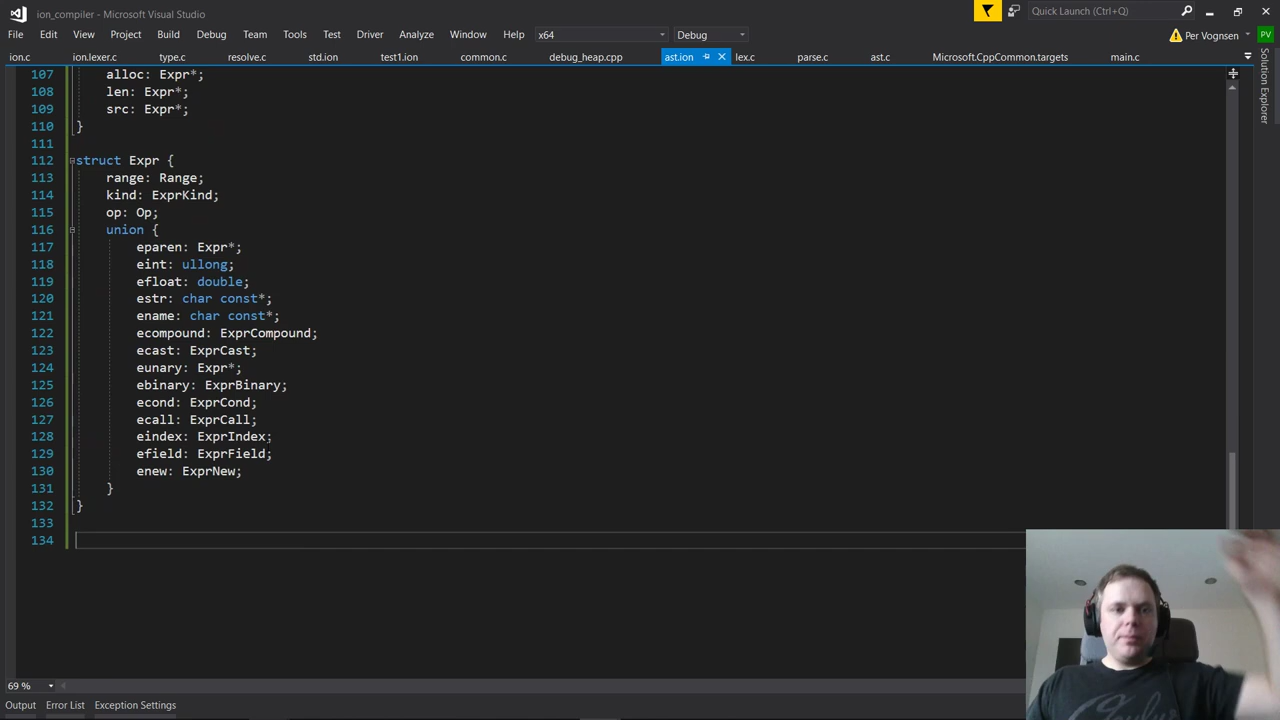 ion_compiler - Microsoft Visual Studio
Quick Launch (Ctrl+Q)
File Edit View Project Build Debug Team Tools Test Driver Analyze Window Help x64 Debug Per Vognsen PV
ion.c ion.lexer.c type.c resolve.c std.ion test1.ion common.c debug_heap.cpp ast.ion lex.c parse.c ast.c Microsoft.CppCommon.targets main.c
Solution Explorer
107 alloc: Expr*;
108 len: Expr*;
109 src: Expr*;
110 }
111
112 struct Expr {
113 range: Range;
114 kind: ExprKind;
115 op: Op;
116 union {
117 eparen: Expr*;
118 eint: ullong;
119 efloat: double;
120 estr: char const*;
121 ename: char const*;
122 ecompound: ExprCompound;
123 ecast: ExprCast;
124 eunary: Expr*;
125 ebinary: ExprBinary;
126 econd: ExprCond;
127 ecall: ExprCall;
128 eindex: ExprIndex;
129 efield: ExprField;
130 enew: ExprNew;
131 }
132 }
133
134
69 %
Output Error List Exception Settings